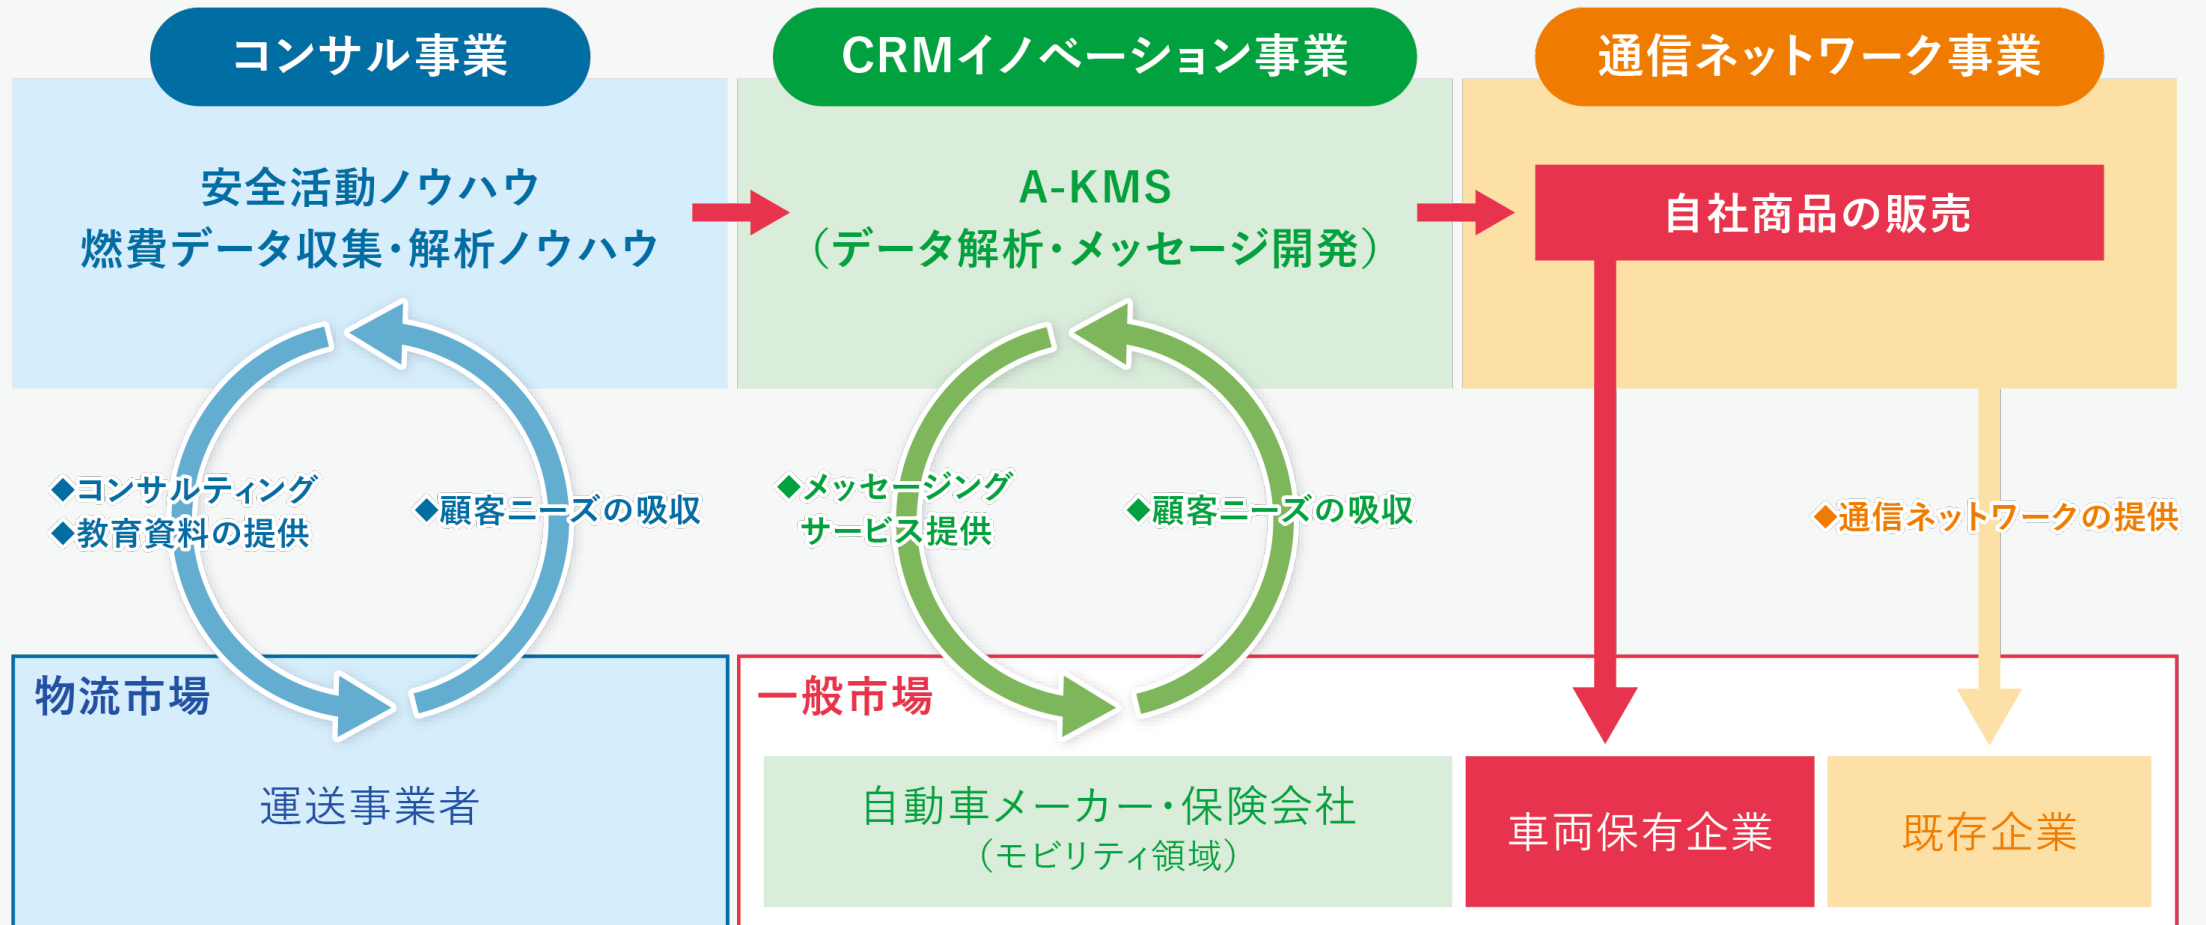 コンサル事業
CRMイノベーション事業
通信ネットワーク事業
安全活動ノウハウ
燃費データ収集・解析ノウハウ
A-KMS
（データ解析・メッセージ開発）
自社商品の販売
◆コンサルティング
◆教育資料の提供
◆顧客ニーズの吸収
◆メッセージング
サービス提供
◆顧客ニーズの吸収
◆通信ネットワークの提供
物流市場
運送事業者
一般市場
自動車メーカー・保険会社
（モビリティ領域）
車両保有企業
既存企業